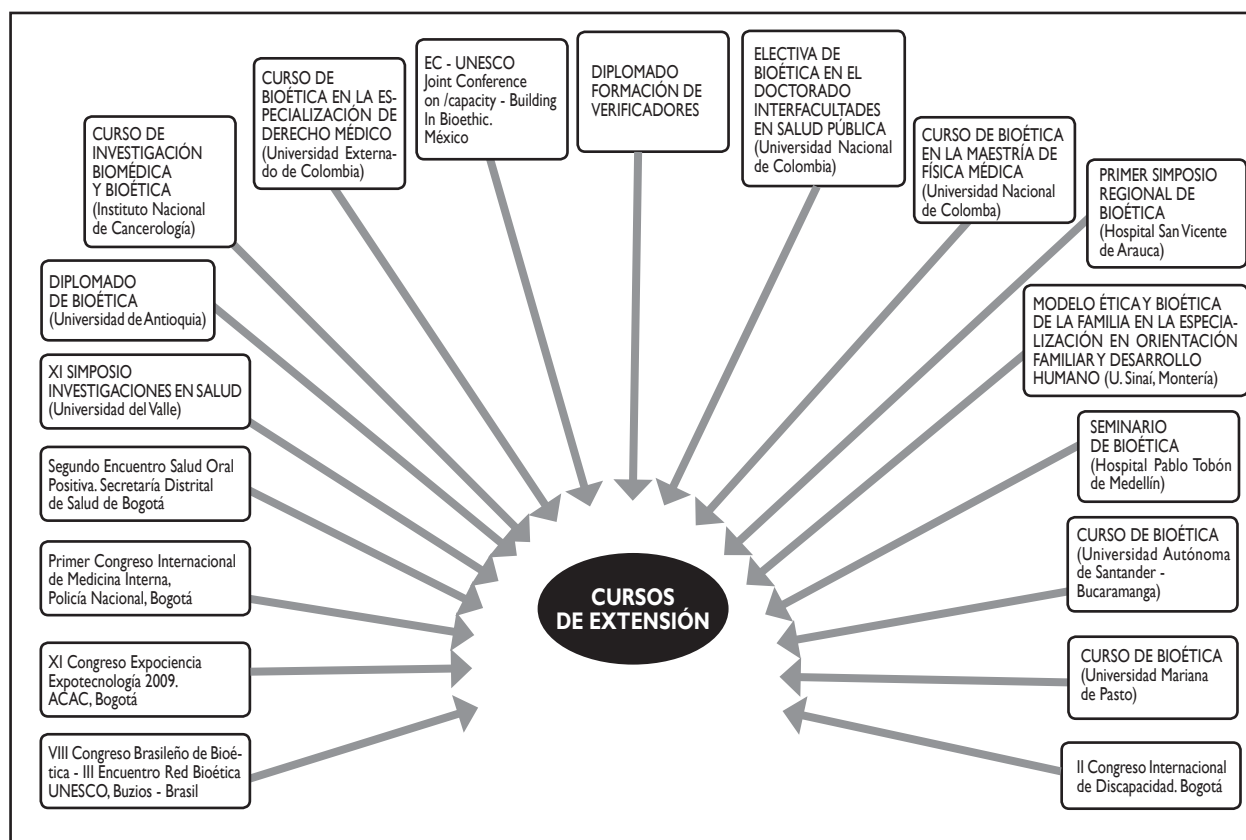 EC - UNESCO
Joint Conference
on /capacity - Building
In Bioethic.
México
DIPLOMADO
FORMACIÓN DE
VERIFICADORES
ELECTIVA DE
BIOÉTICA EN EL
DOCTORADO
INTERFACULTADES
EN SALUD PÚBLICA
(Universidad Nacional
de Colombia)
CURSO DE
BIOÉTICA EN LA ES-
PECIALIZACIÓN DE
DERECHO MÉDICO
(Universidad Externa-
do de Colombia)
CURSO DE
INVESTIGACIÓN
BIOMÉDICA
Y BIOÉTICA
(Instituto Nacional
de Cancerología)
CURSO DE BIOÉTICA
EN LA MAESTRÍA DE
FÍSICA MÉDICA
(Universidad Nacional
de Colomba)
PRIMER SIMPOSIO
REGIONAL DE
BIOÉTICA
(Hospital San Vicente
de Arauca)
DIPLOMADO
DE BIOÉTICA
(Universidad de Antioquia)
MODELO ÉTICA Y BIOÉTICA
DE LA FAMILIA EN LA ESPECIA-
LIZACIÓN EN ORIENTACIÓN
FAMILIAR Y DESARROLLO
HUMANO (U. Sinaí, Montería)
XI SIMPOSIO
INVESTIGACIONES EN SALUD
(Universidad del Valle)
SEMINARIO
DE BIOÉTICA
(Hospital Pablo Tobón
de Medellín)
Segundo Encuentro Salud Oral
Positiva. Secretaría Distrital
de Salud de Bogotá
CURSO DE BIOÉTICA
(Universidad Autónoma
de Santander -
Bucaramanga)
Primer Congreso Internacional
de Medicina Interna,
Policía Nacional, Bogotá
CURSOS
DE EXTENSIÓN
XI Congreso Expociencia
Expotecnología 2009.
ACAC, Bogotá
CURSO DE BIOÉTICA
(Universidad Mariana
de Pasto)
VIII Congreso Brasileño de Bioé-
tica - III Encuentro Red Bioética
UNESCO, Buzios - Brasil
II Congreso Internacional
de Discapacidad. Bogotá